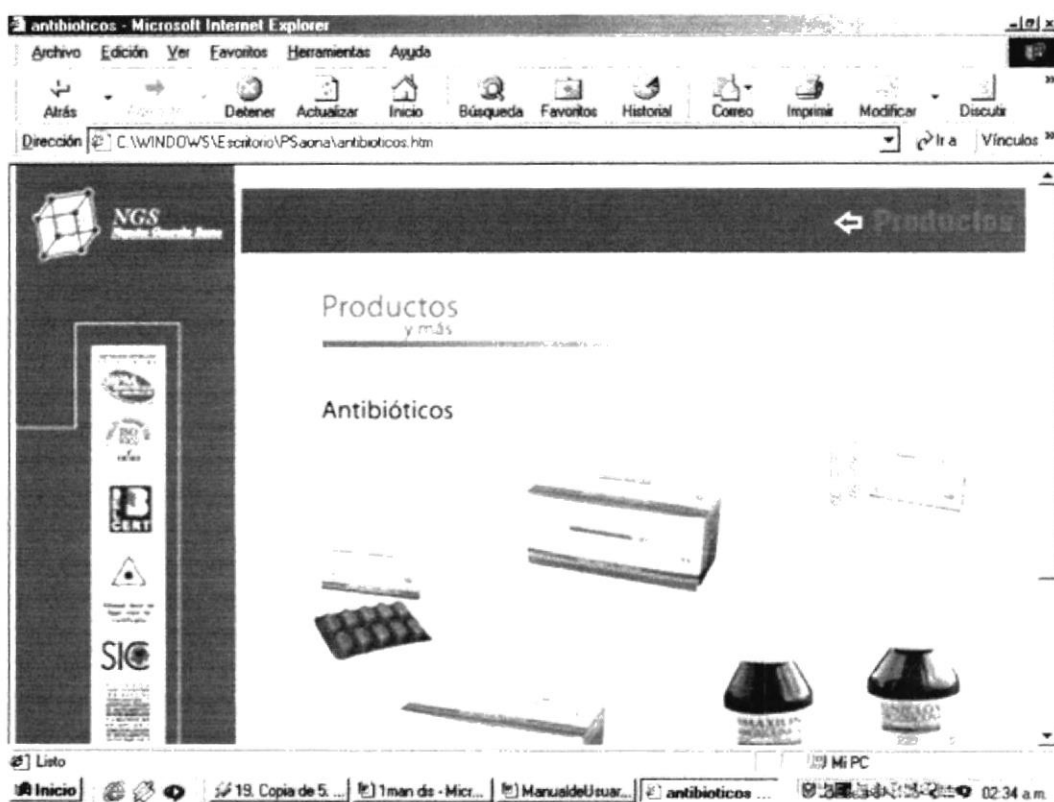 antibioticos - Microsoft Internet Explorer
Archivo Edición Ver Favoritos Herramientas Ayuda
Atrás Detener Actualizar Inicio Búsqueda Favoritos Historial Correo Imprimir Modificar Discutir
Dirección C:\WINDOWS\Escritorio\PSaona\antibioticos.htm Ir a Vínculos
NGS
Productos
Productos
y más
Antibióticos
CERT
SIC
Listo Mi PC
Inicio 19. Copia de 5. ... 1man dis - Micr... ManualdeUsuar... antibioticos ... 02:34 a.m.